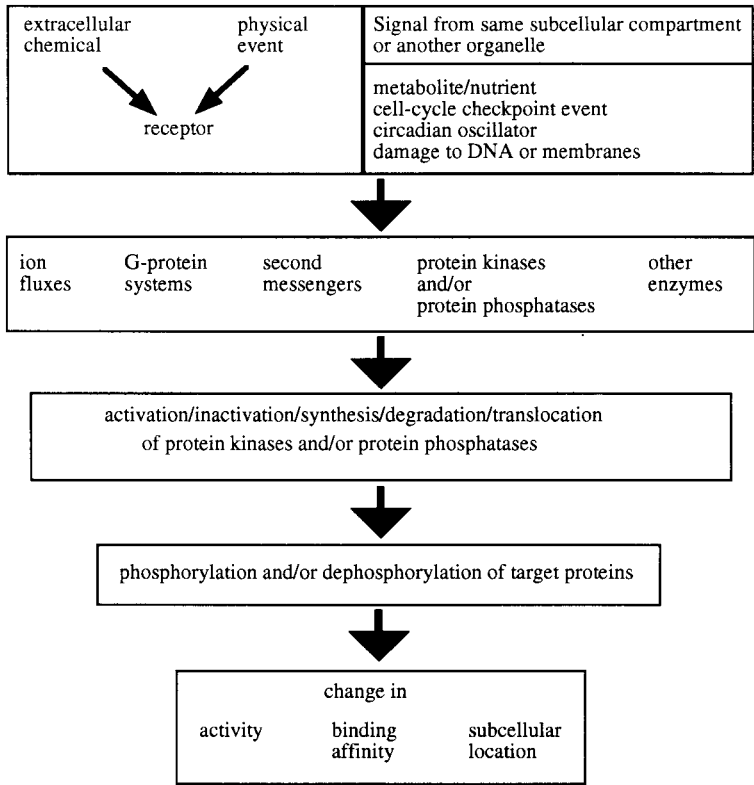 extracellular
chemical
physical
event
receptor
Signal from same subcellular compartment
or another organelle
metabolite/nutrient
cell-cycle checkpoint event
circadian oscillator
damage to DNA or membranes
ion
fluxes
G-protein
systems
second
messengers
protein kinases
and/or
protein phosphatases
other
enzymes
activation/inactivation/synthesis/degradation/translocation
of protein kinases and/or protein phosphatases
phosphorylation and/or dephosphorylation of target proteins
change in
activity
binding
affinity
subcellular
location